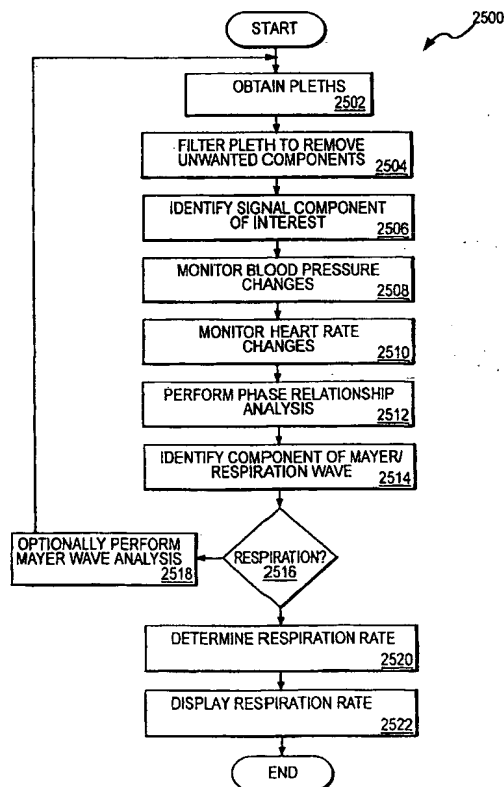 START
2500
OBTAIN PLETHS
2502
FILTER PLETH TO REMOVE
UNWANTED COMPONENTS
2504
IDENTIFY SIGNAL COMPONENT
OF INTEREST
2506
MONITOR BLOOD PRESSURE
CHANGES
2508
MONITOR HEART RATE
CHANGES
2510
PERFORM PHASE RELATIONSHIP
ANALYSIS
2512
IDENTIFY COMPONENT OF MAYER/
RESPIRATION WAVE
2514
OPTIONALLY PERFORM
MAYER WAVE ANALYSIS
2518
RESPIRATION?
2516
DETERMINE RESPIRATION RATE
2520
DISPLAY RESPIRATION RATE
2522
END